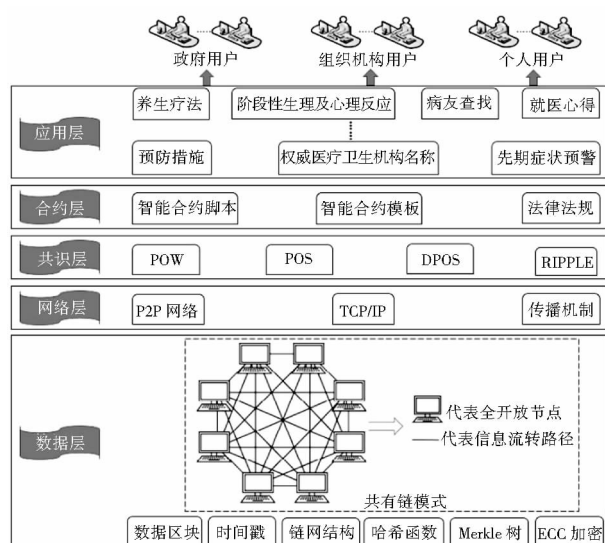 政府用户 组织机构用户 个人用户
应用层
养生疗法 阶段性生理及心理反应 病友查找 就医心得
预防措施 权威医疗卫生机构名称 先期症状预警
合约层
智能合约脚本 智能合约模板 法律法规
共识层
POW POS DPOS RIPPLE
网络层
P2P 网络 TCP/IP 传播机制
数据层
代表全开放节点
代表信息流转路径
共有链模式
数据区块 时间戳 链网结构 哈希函数 Merkle 树 ECC 加密